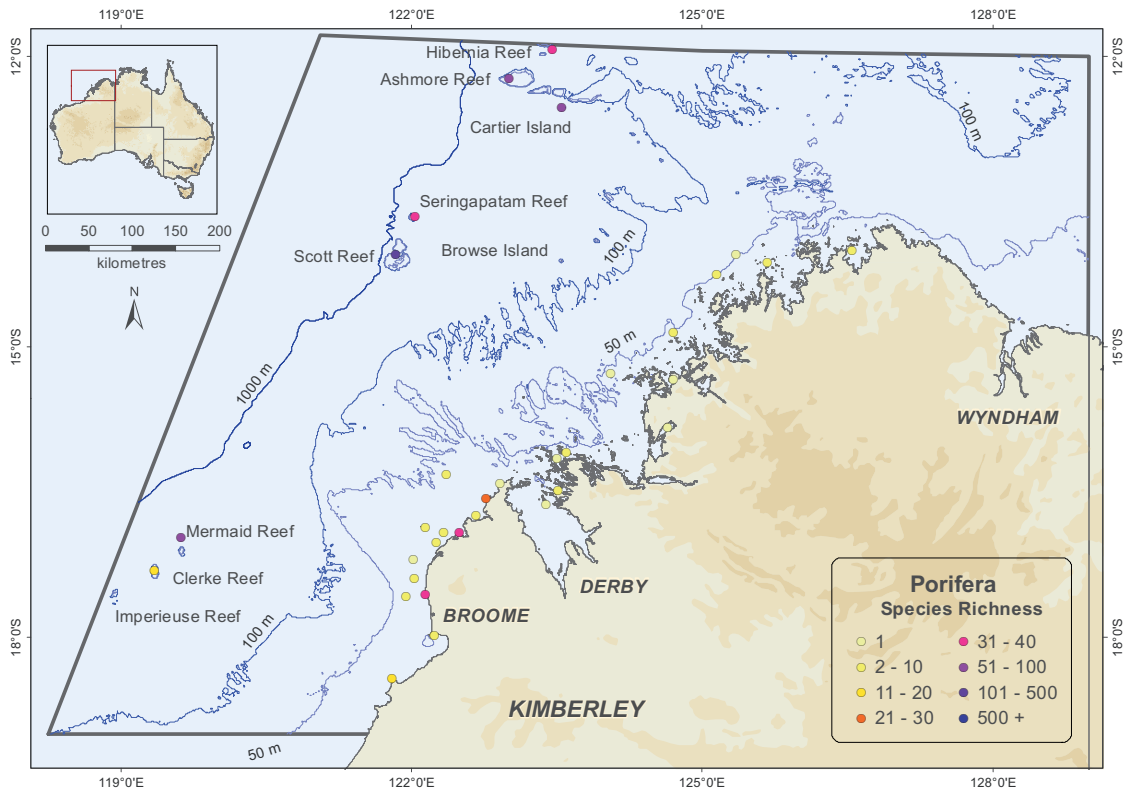 119°0'E 122°0'E 125°0'E 128°0'E
12°0'S
12°0'S
Hibernia Reef
Ashmore Reef
Cartier Island
100 m
Seringapatam Reef
Scott Reef
Browse Island
100 m
0 50 100 150 200
kilometres
N
15°0'S
15°0'S
50 m
1000 m
WYNDHAM
Mermaid Reef
Clerke Reef
Imperieuse Reef
100 m
DERBY
BROOME
18°0'S
18°0'S
KIMBERLEY
50 m
Porifera
Species Richness
1
2 - 10
11 - 20
21 - 30
31 - 40
51 - 100
101 - 500
500 +
119°0'E 122°0'E 125°0'E 128°0'E